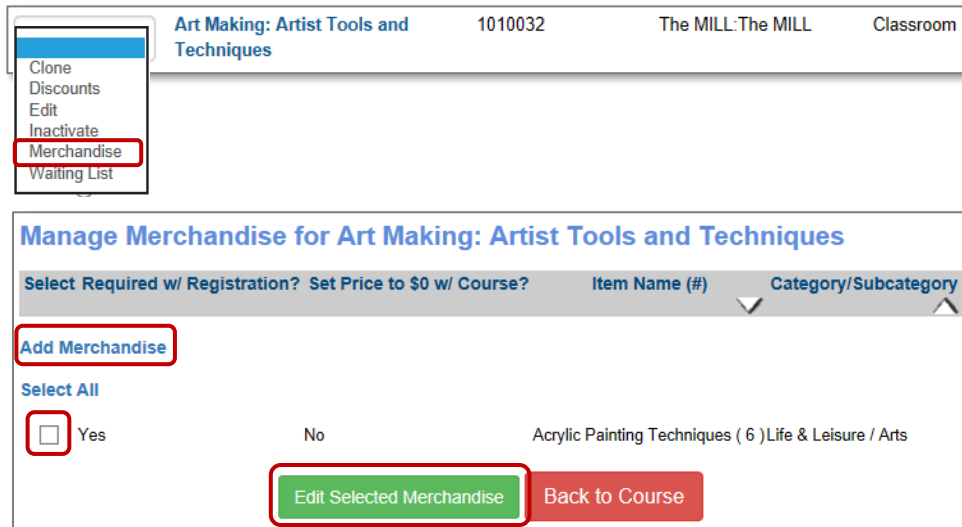 Art Making: Artist Tools and Techniques 1010032 The MILL:The MILL Classroom
Clone
Discounts
Edit
Inactivate
Merchandise
Waiting List
Manage Merchandise for Art Making: Artist Tools and Techniques
Select Required w/ Registration? Set Price to $0 w/ Course? Item Name (#) Category/Subcategory
Add Merchandise
Select All
Yes No Acrylic Painting Techniques ( 6 )Life & Leisure / Arts
Edit Selected Merchandise Back to Course